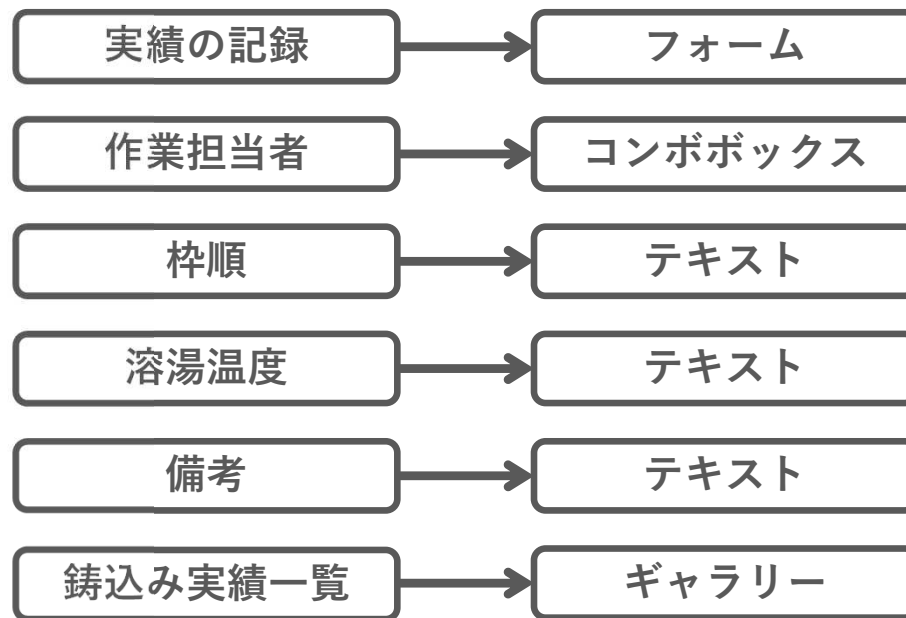 実績の記録 フォーム
作業担当者 コンボボックス
枠順 テキスト
溶湯温度 テキスト
備考 テキスト
鋳込み実績一覧 ギャラリー